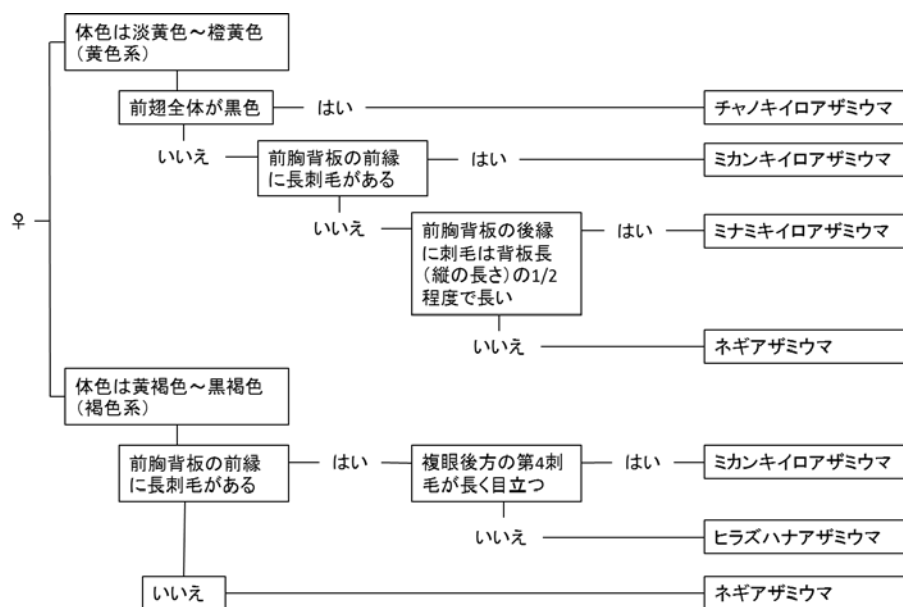 体色は淡黄色～橙黄色
（黄色系）
前翅全体が黒色
はい
チャノキイロアザミウマ
いいえ
前胸背板の前縁
に長刺毛がある
はい
ミカンキイロアザミウマ
♀
いいえ
前胸背板の後縁
に刺毛は背板長
（縦の長さ）の1/2
程度で長い
はい
ミナミキイロアザミウマ
いいえ
ネギアザミウマ
体色は黄褐色～黒褐色
（褐色系）
前胸背板の前縁
に長刺毛がある
はい
複眼後方の第4刺
毛が長く目立つ
はい
ミカンキイロアザミウマ
いいえ
ヒラズハナアザミウマ
いいえ
ネギアザミウマ